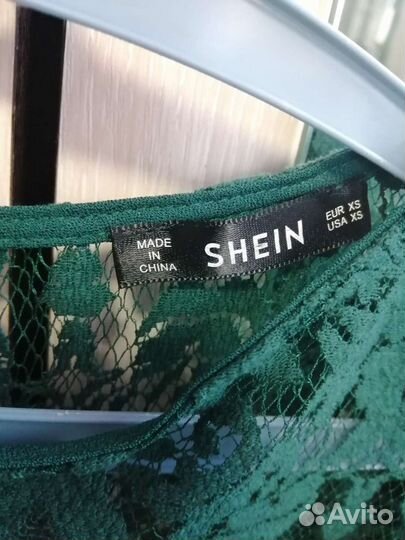 MADE
IN
CHINA
SHEIN
EUR XS
USA XS
Avito